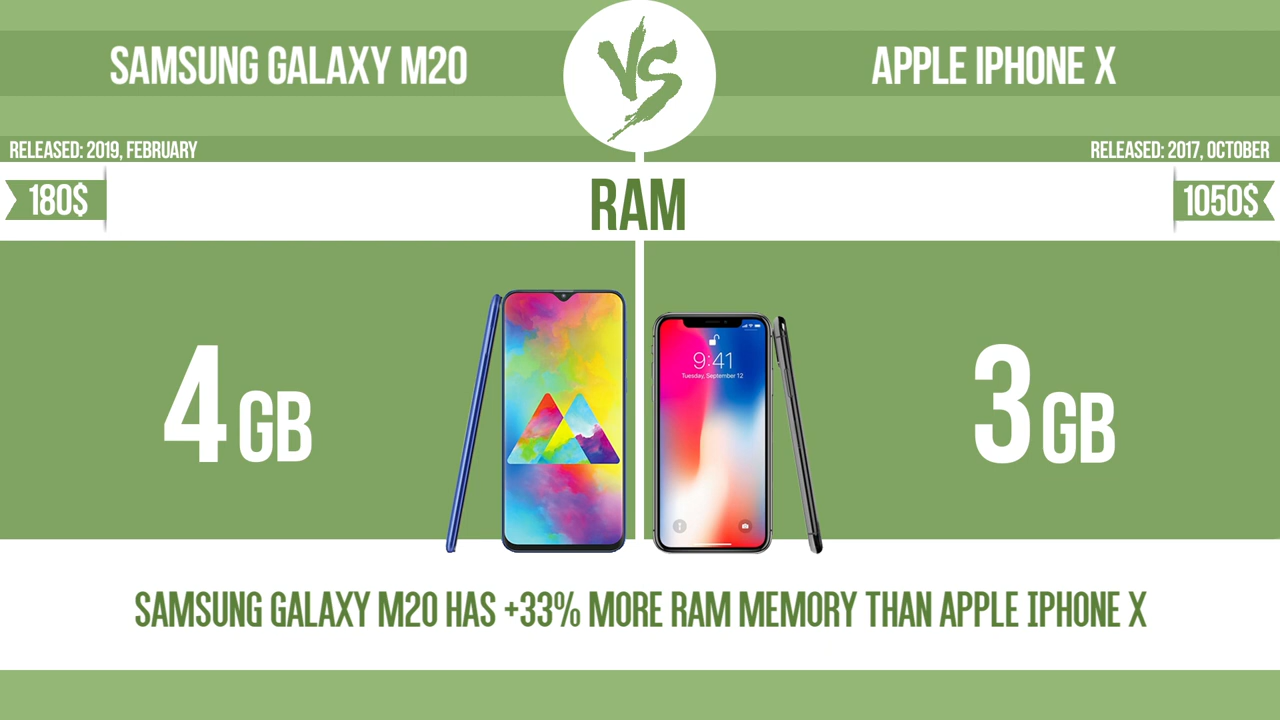 SAMSUNG GALAXY M20
VS
APPLE IPHONE X
RELEASED: 2019, FEBRUARY
RELEASED: 2017, OCTOBER
180$
RAM
1050$
4 GB
9:41
Tuesday, September 12
3 GB
SAMSUNG GALAXY M20 HAS +33% MORE RAM MEMORY THAN APPLE IPHONE X